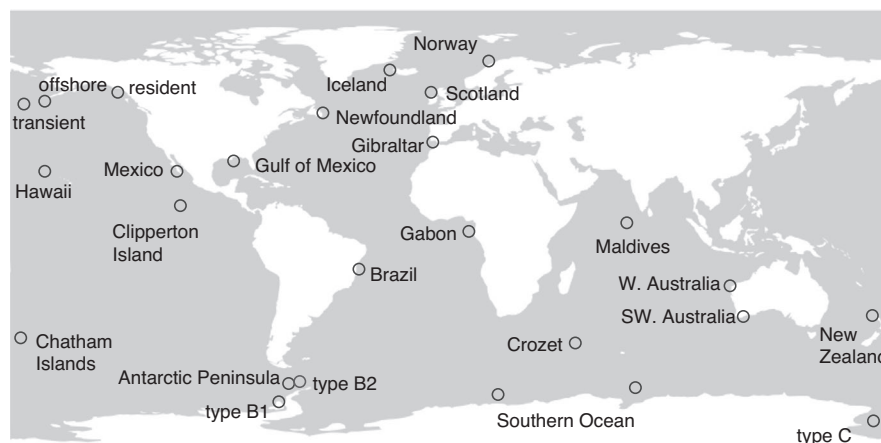 Norway
offshore
resident
Iceland
Scotland
transient
Newfoundland
Gibraltar
Mexico
Gulf of Mexico
Hawaii
Clipperton
Island
Gabon
Maldives
Brazil
W. Australia
SW. Australia
Chatham
Islands
Crozet
New
Zealand
Antarctic Peninsula
type B2
type B1
Southern Ocean
type C